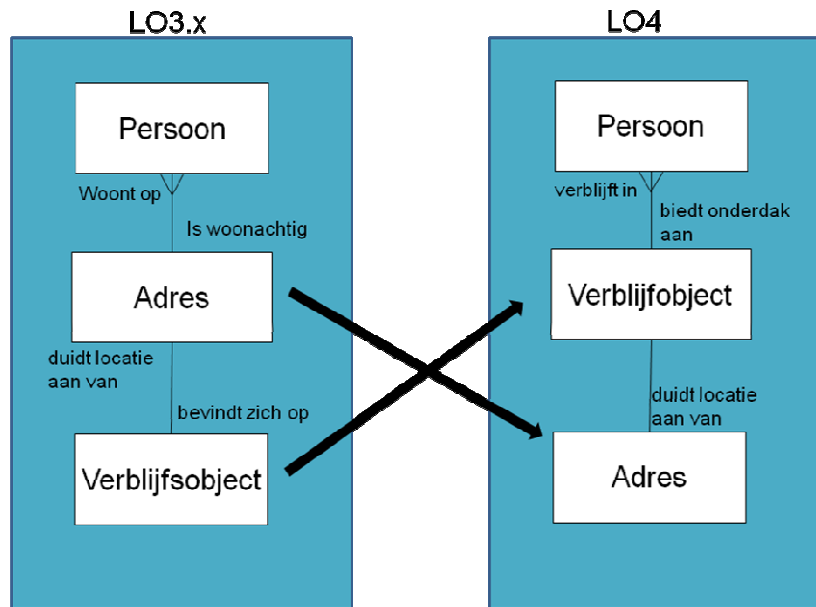 LO3.x
Persoon
Woont op
Is woonachtig
Adres
duidt locatie
aan van
bevindt zich op
Verblijfsobject
LO4
Persoon
verblijft in
biedt onderdak
aan
Verblijfobject
duidt locatie
aan van
Adres